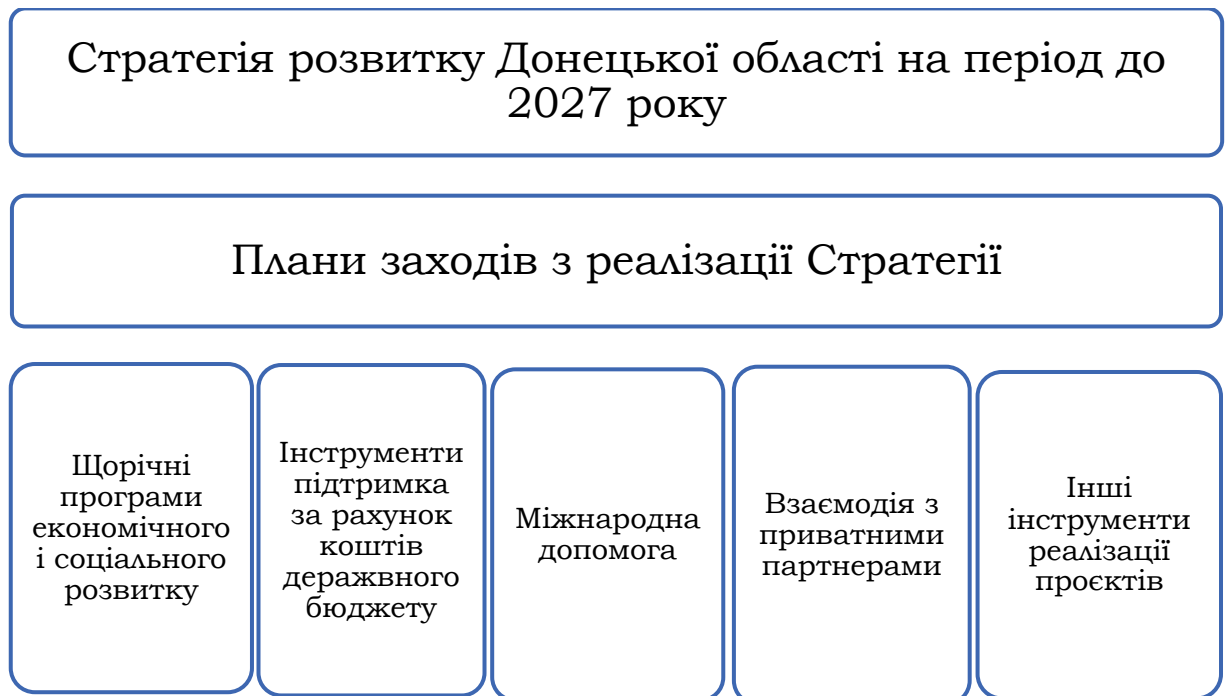 Стратегія розвитку Донецької області на період до
2027 року
Плани заходів з реалізації Стратегії
Щорічні
програми
економічного
і соціального
розвитку
Інструменти
підтримка
за рахунок
коштів
деражвного
бюджету
Міжнародна
допомога
Взаємодія з
приватними
партнерами
Інші
інструменти
реалізації
проєктів